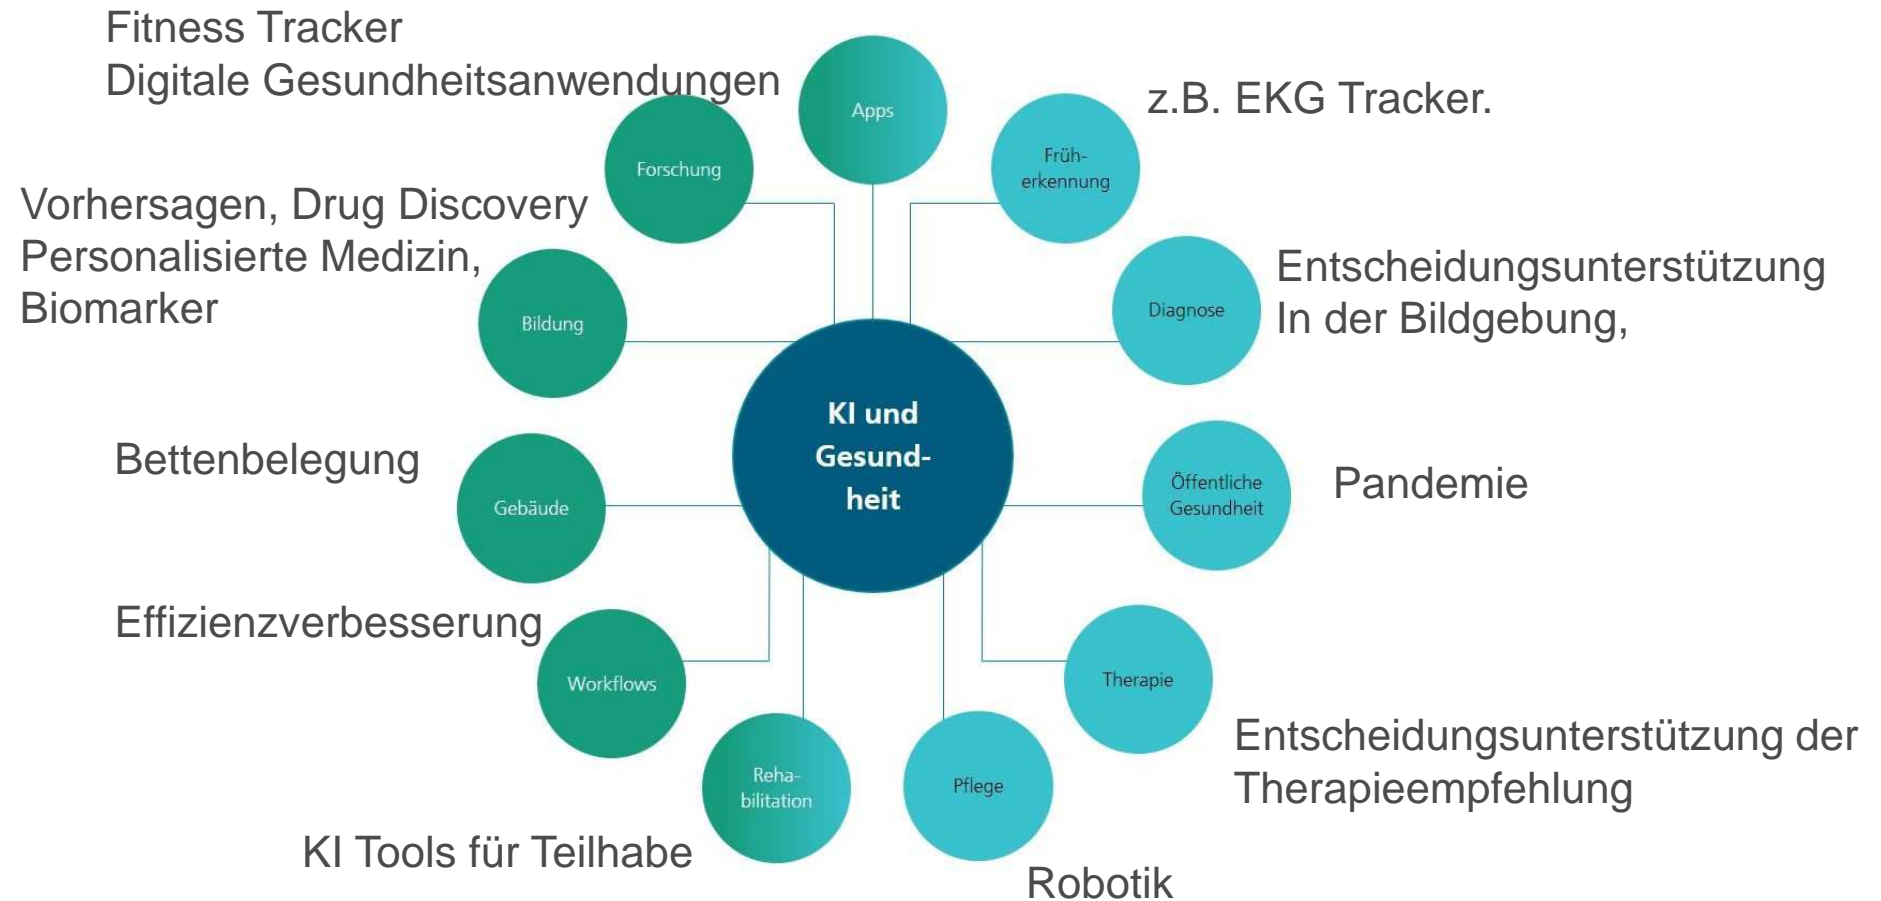 Fitness Tracker
Digitale Gesundheitsanwendungen
Apps
z.B. EKG Tracker.
Früh-
erkennung
Forschung
Vorhersagen, Drug Discovery
Personalisierte Medizin,
Biomarker
Bildung
Diagnose
Entscheidungsunterstützung
In der Bildgebung,
KI und
Gesund-
heit
Bettenbelegung
Gebäude
Öffentliche
Gesundheit
Pandemie
Effizienzverbesserung
Workflows
Therapie
Entscheidungsunterstützung der
Therapieempfehlung
Reha-
bilitation
Pflege
KI Tools für Teilhabe
Robotik